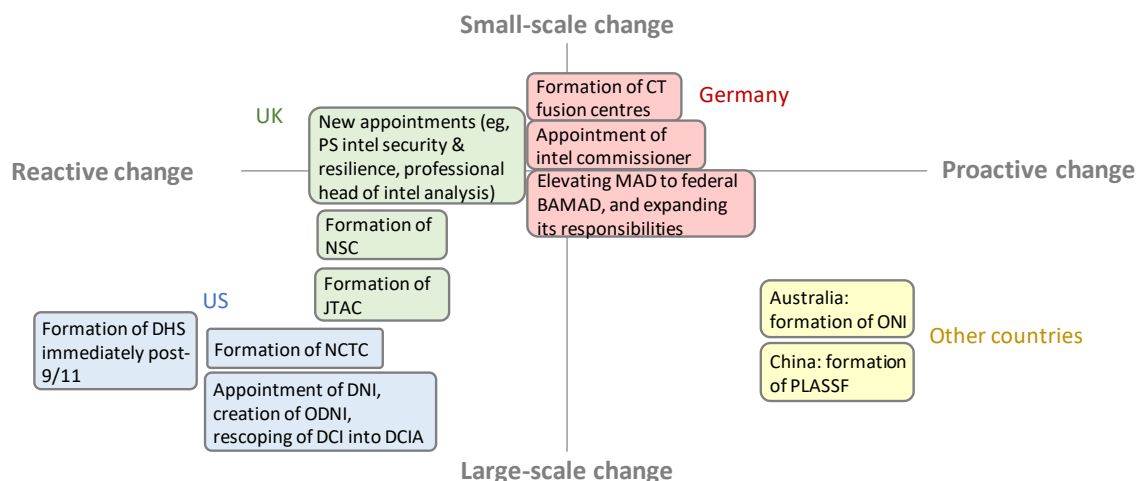 Small-scale change
Formation of CT
fusion centres
Germany
UK
New appointments (eg,
PS intel security &
resilience, professional
head of intel analysis)
Appointment of
intel commissioner
Reactive change
Proactive change
Elevating MAD to federal
BAMAD, and expanding
its responsibilities
Formation of
NSC
Formation of
JTAC
US
Formation of DHS
immediately post-
9/11
Formation of NCTC
Appointment of DNI,
creation of ODNI,
rescoping of DCI into DCIA
Australia:
formation of ONI
Other countries
China: formation
of PLASSF
Large-scale change